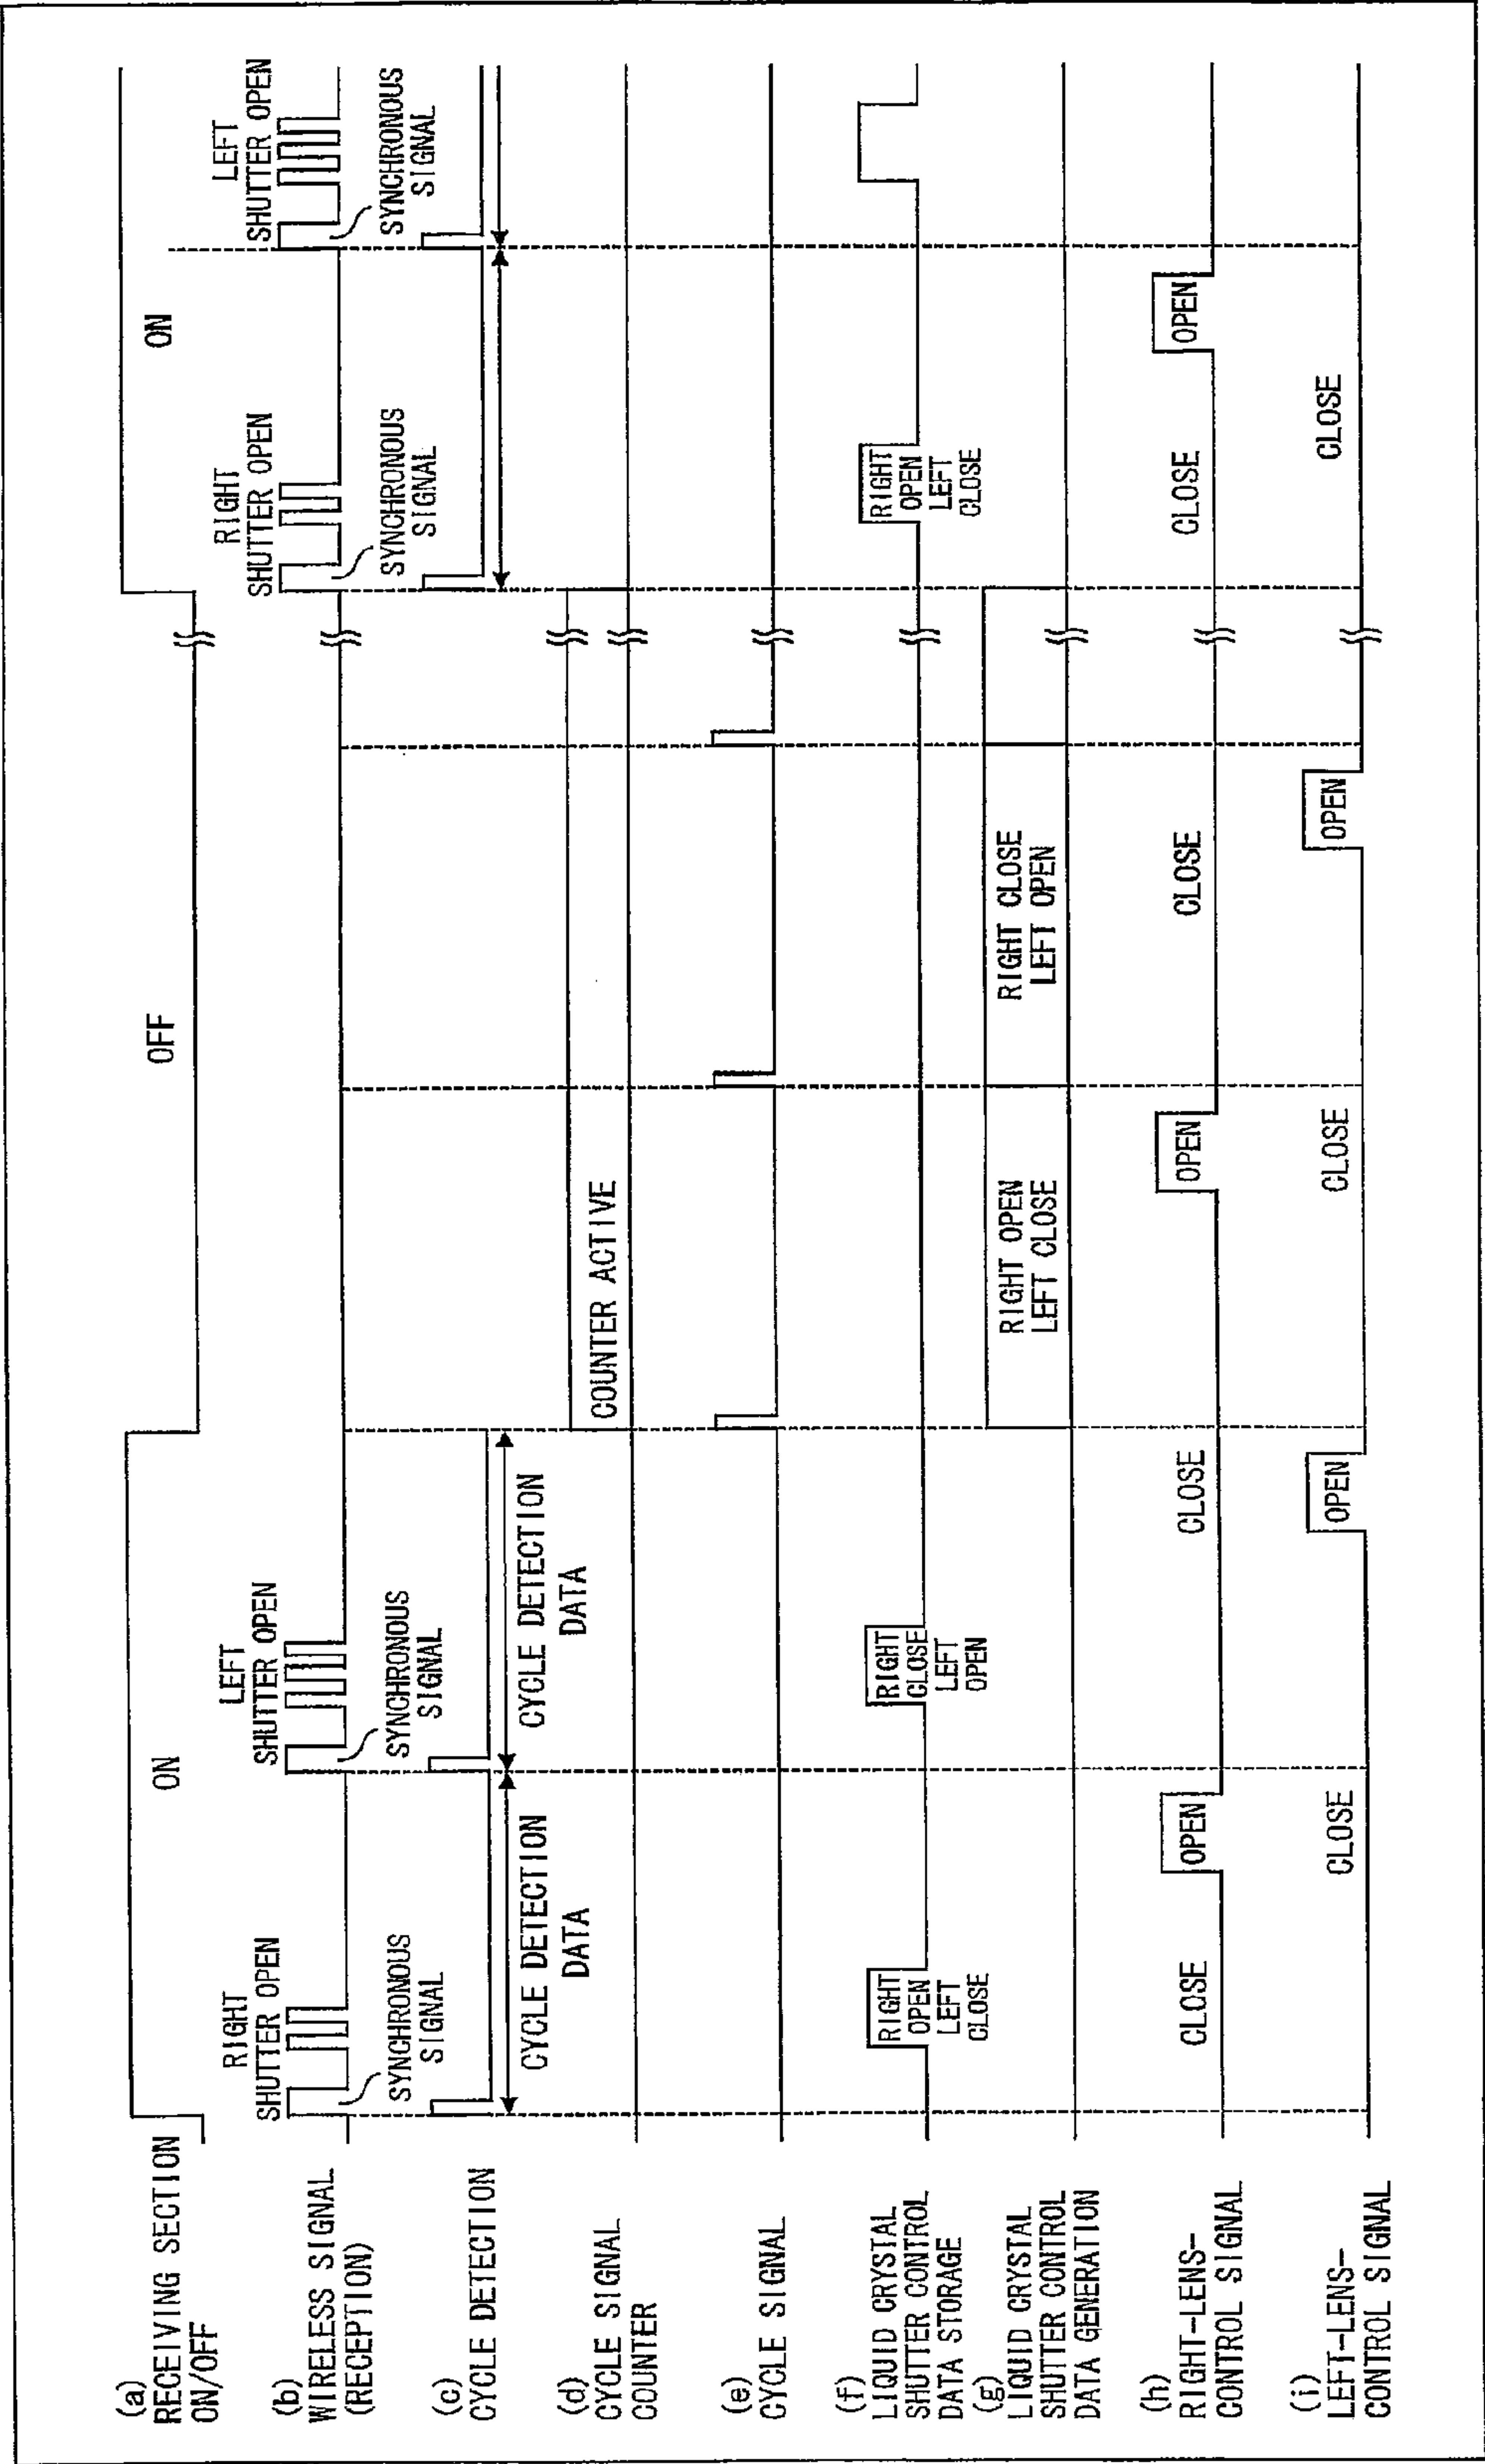 (a)
RECEIVING SECTION
ON/OFF
ON
OFF
ON
(b)
WIRELESS SIGNAL
(RECEPTION)
RIGHT
SHUTTER OPEN
SYNCHRONOUS
SIGNAL
LEFT
SHUTTER OPEN
SYNCHRONOUS
SIGNAL
RIGHT
SHUTTER OPEN
SYNCHRONOUS
SIGNAL
LEFT
SHUTTER OPEN
SYNCHRONOUS
SIGNAL
(c)
CYCLE DETECTION
CYCLE DETECTION
DATA
CYCLE DETECTION
DATA
(d)
CYCLE SIGNAL
COUNTER
COUNTER ACTIVE
(e)
CYCLE SIGNAL
(f)
LIQUID CRYSTAL
SHUTTER CONTROL
DATA STORAGE
RIGHT
OPEN
LEFT
CLOSE
RIGHT
CLOSE
LEFT
OPEN
RIGHT
OPEN
LEFT
CLOSE
(g)
LIQUID CRYSTAL
SHUTTER CONTROL
DATA GENERATION
RIGHT OPEN
LEFT CLOSE
RIGHT CLOSE
LEFT OPEN
(h)
RIGHT-LENS-
CONTROL SIGNAL
CLOSE
OPEN
CLOSE
OPEN
CLOSE
CLOSE
OPEN
(i)
LEFT-LENS-
CONTROL SIGNAL
CLOSE
OPEN
CLOSE
OPEN
CLOSE